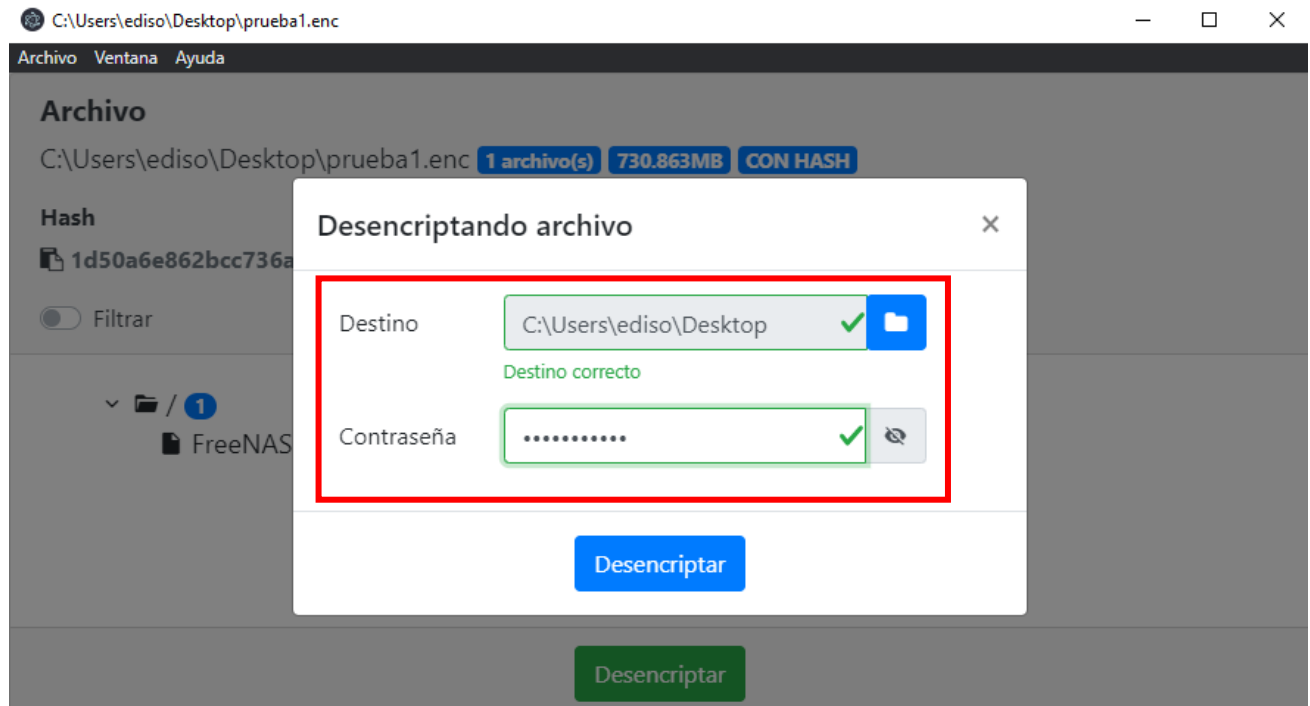 C:\Users\ediso\Desktop\prueba1.enc
Archivo Ventana Ayuda
Archivo
C:\Users\ediso\Desktop\prueba1.enc 1 archivo(s) 730.863MB CON HASH
Hash
1d50a6e862bcc736a
Filtrar
/ 1
FreeNAS
Desencriptando archivo
Destino C:\Users\ediso\Desktop
Destino correcto
Contraseña •••••••••••
Desencriptar
Desencriptar